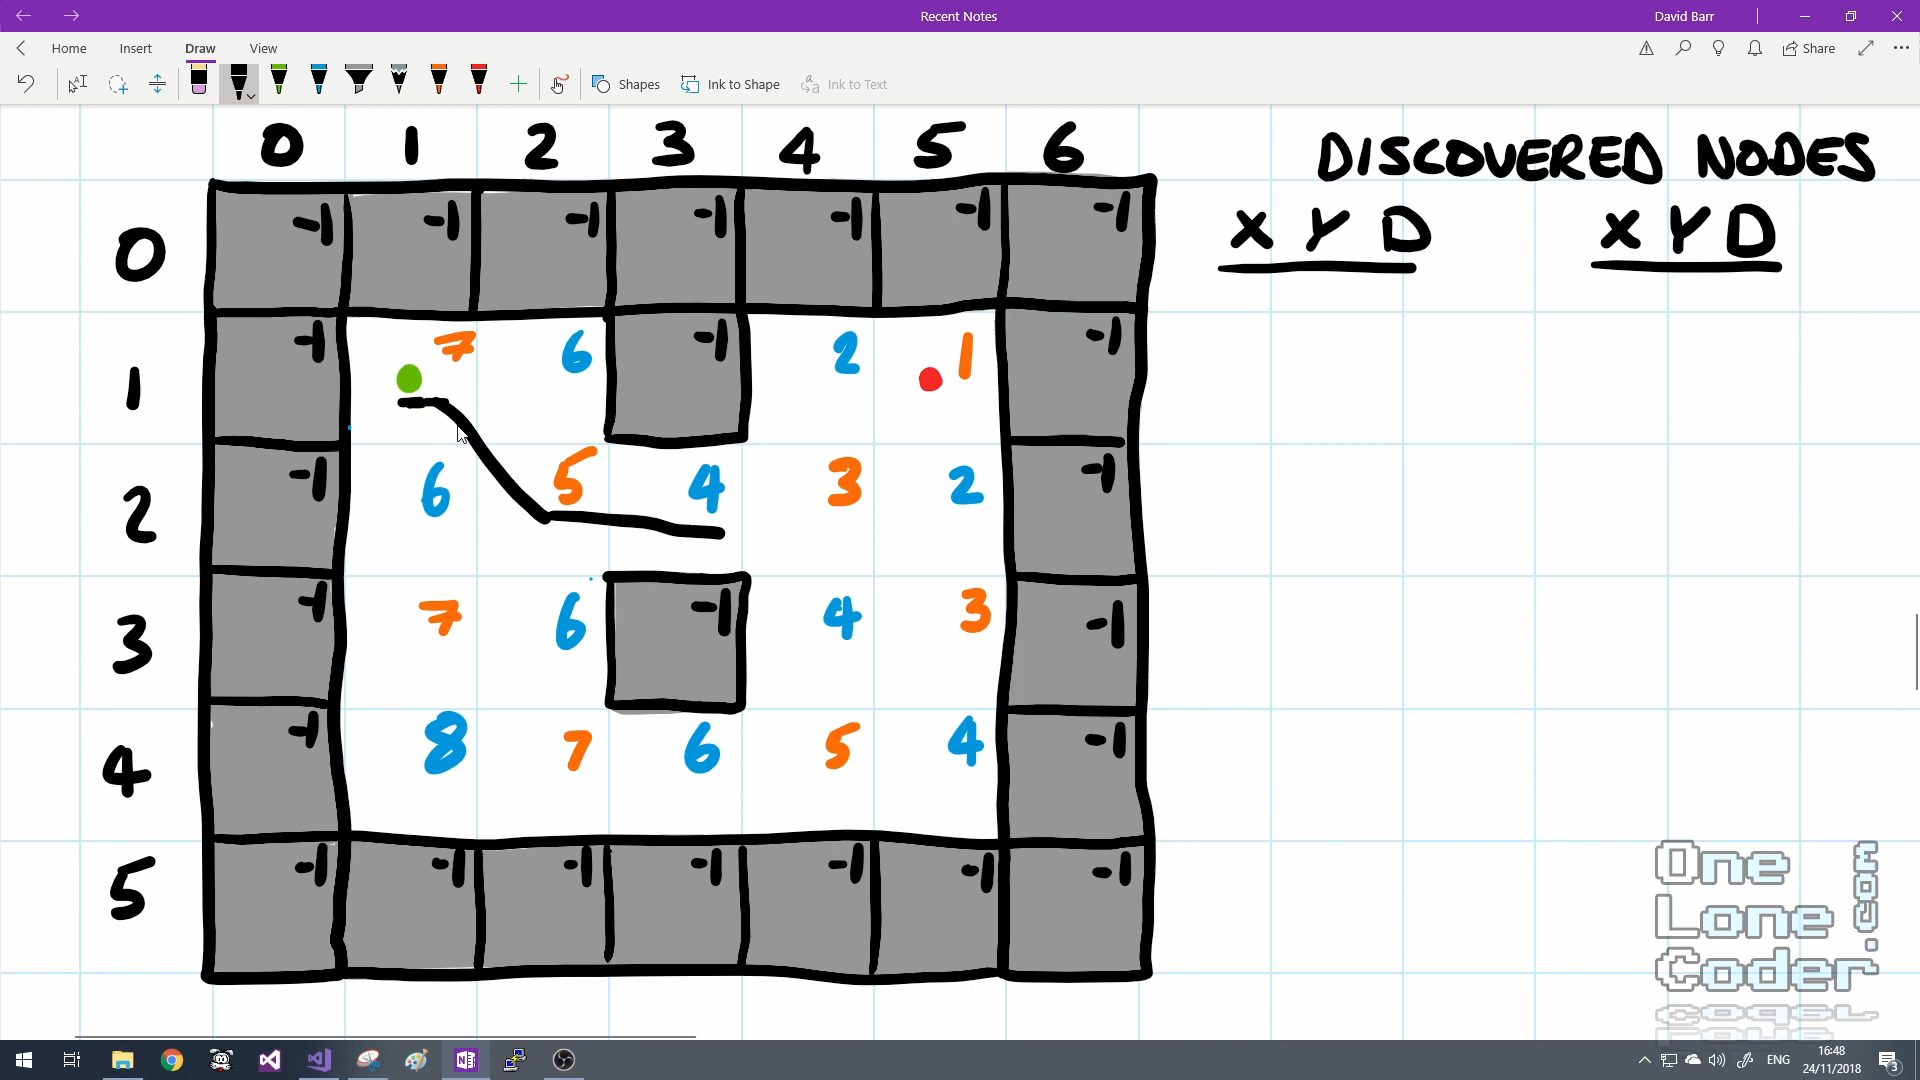 Recent Notes
David Barr
Home Insert Draw View
Share
Shapes Ink to Shape Ink to Text
0 1 2 3 4 5 6
DISCOVERED NODES
X Y D X Y D
0 -1 -1 -1 -1 -1 -1 -1
1 -1 7 6 -1 2 1 -1
2 -1 6 5 4 3 2 -1
3 -1 7 6 -1 4 3 -1
4 -1 8 7 6 5 4 -1
5 -1 -1 -1 -1 -1 -1 -1
One
Lone
Coder
.com
ENG
16:48
24/11/2018
3